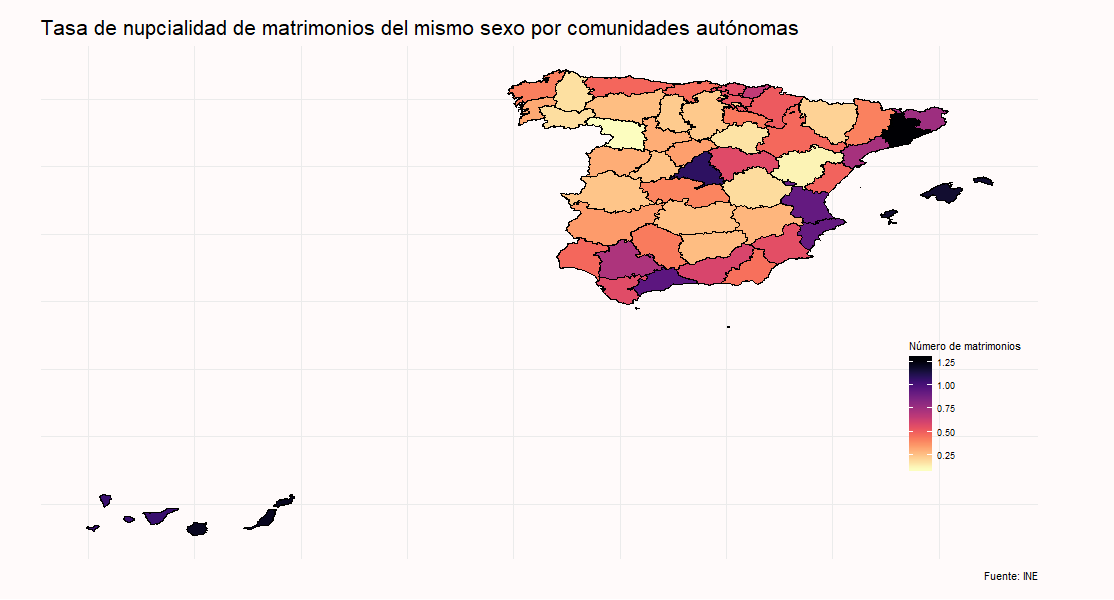 Tasa de nupcialidad de matrimonios del mismo sexo por comunidades autónomas
Número de matrimonios
1.25
1.00
0.75
0.50
0.25
Fuente: INE